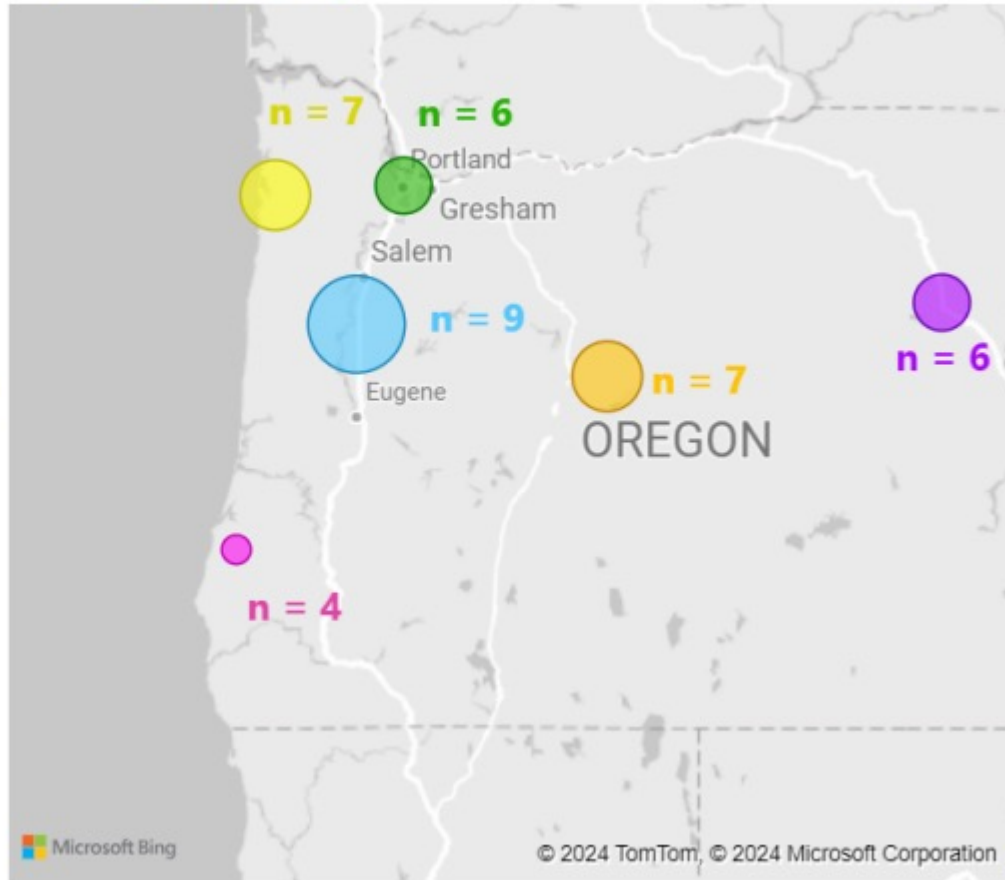 n = 7
n = 6
Portland
Gresham
Salem
n = 9
Eugene
n = 7
OREGON
n = 6
n = 4
Microsoft Bing
© 2024 TomTom, © 2024 Microsoft Corporation